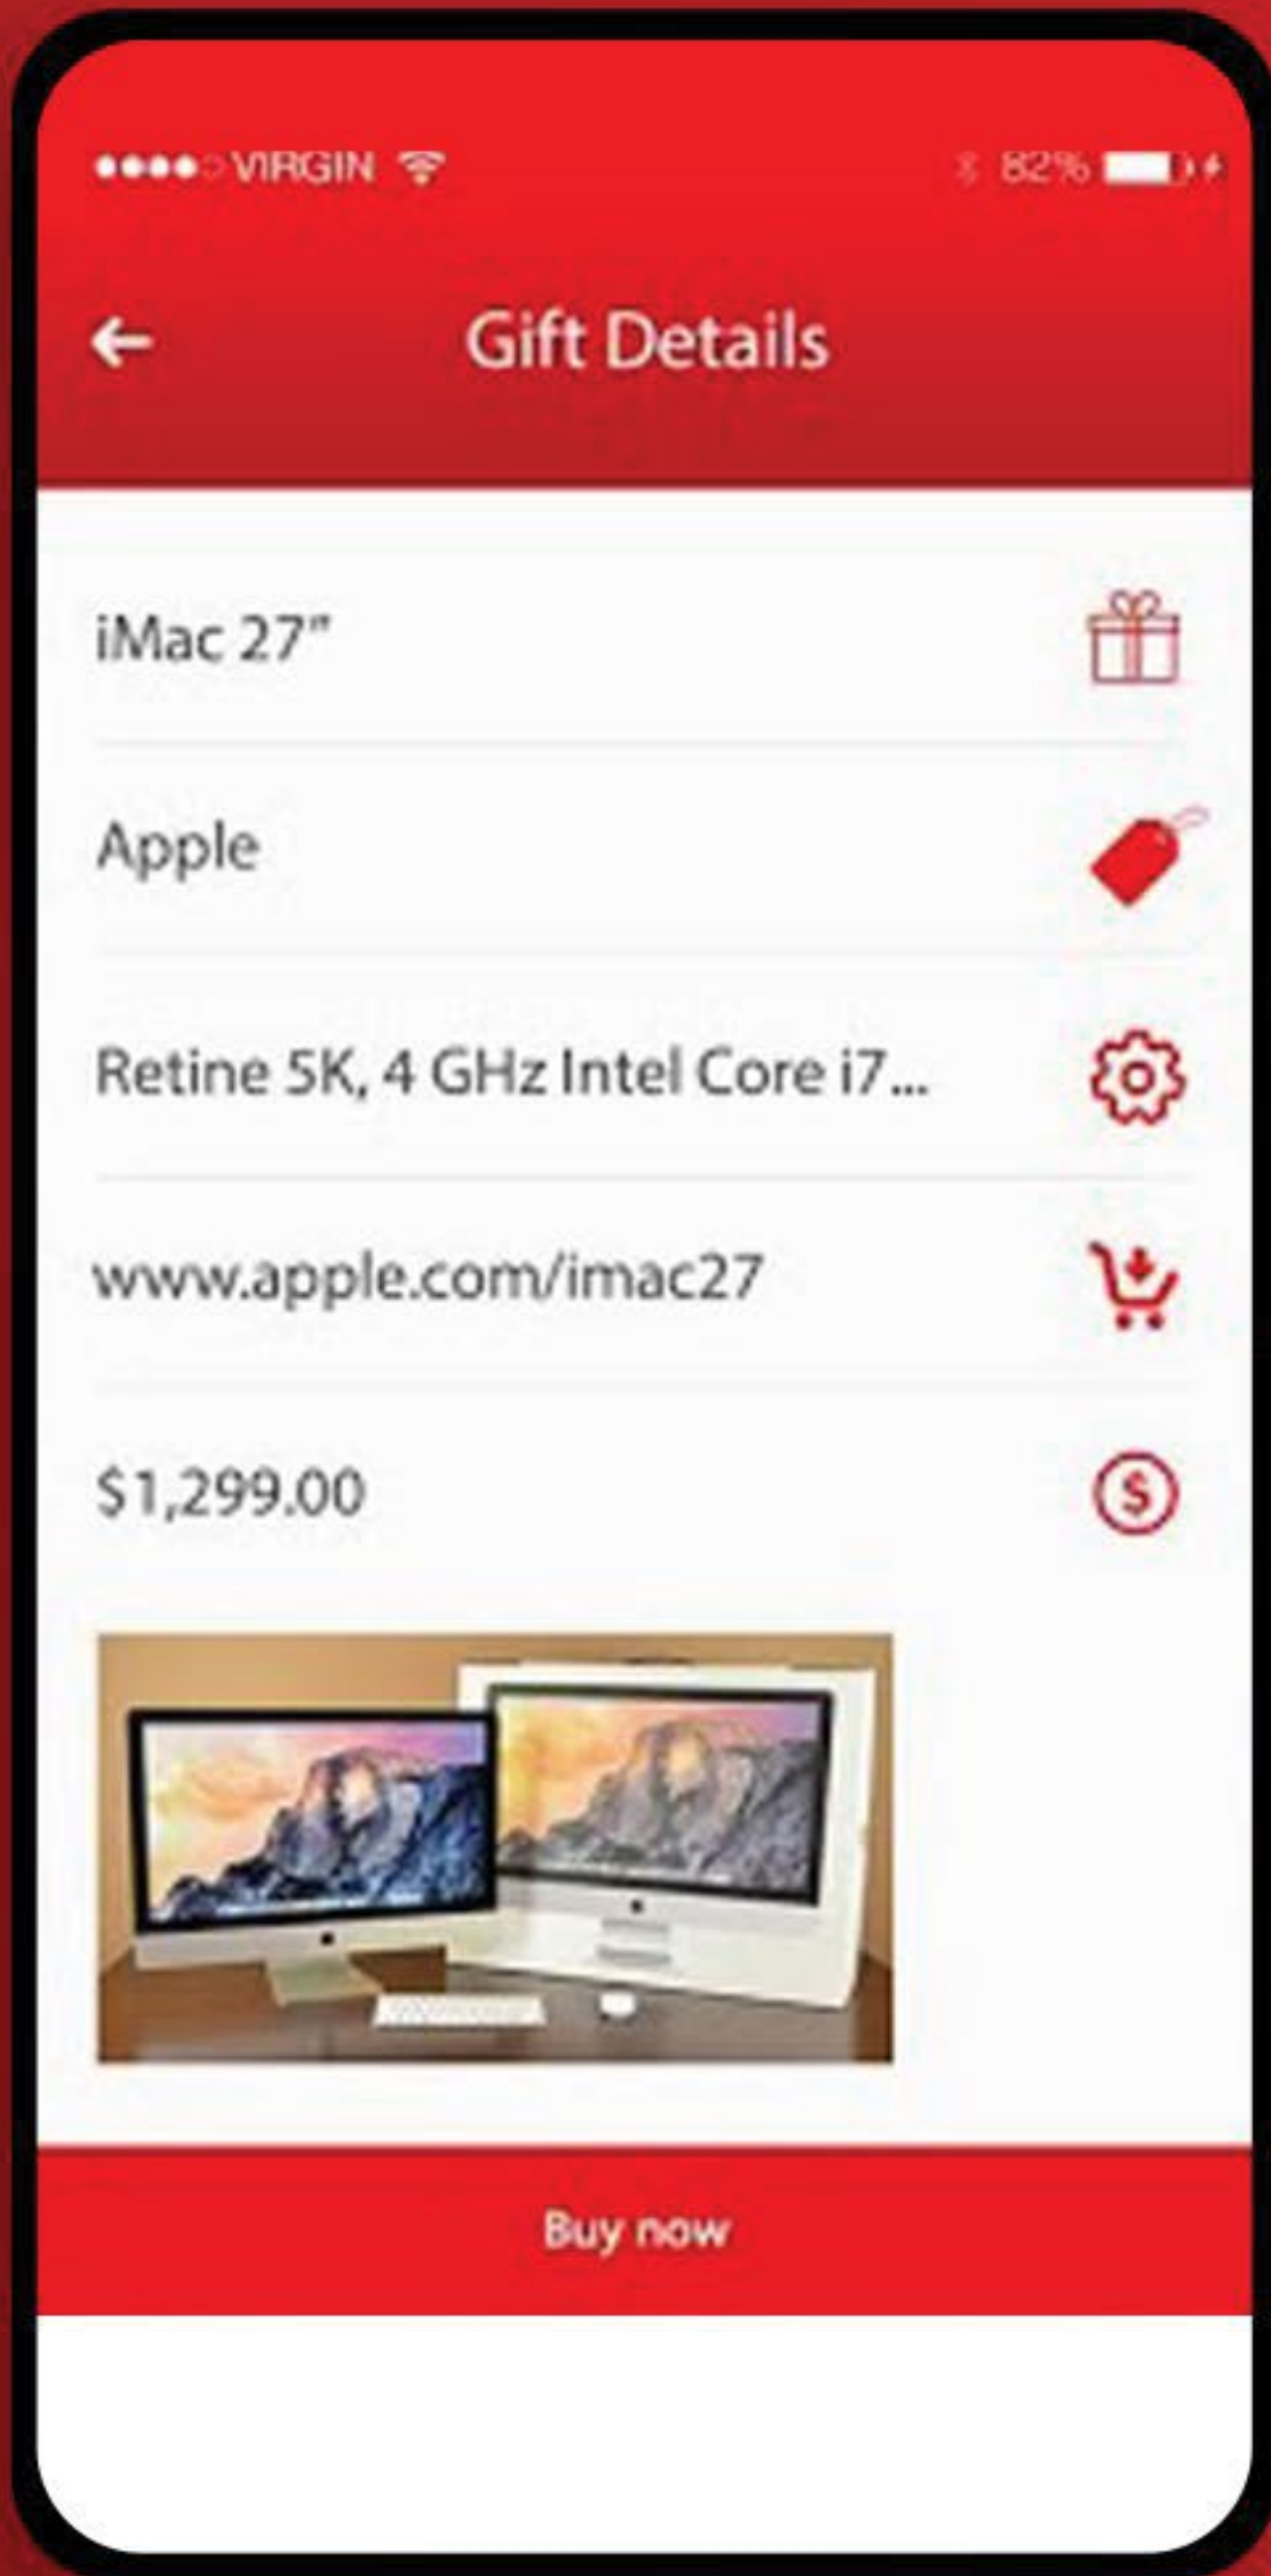 VIRGIN 82%
Gift Details
iMac 27"
Apple
Retine 5K, 4 GHz Intel Core i7...
www.apple.com/imac27
$1,299.00
Buy now